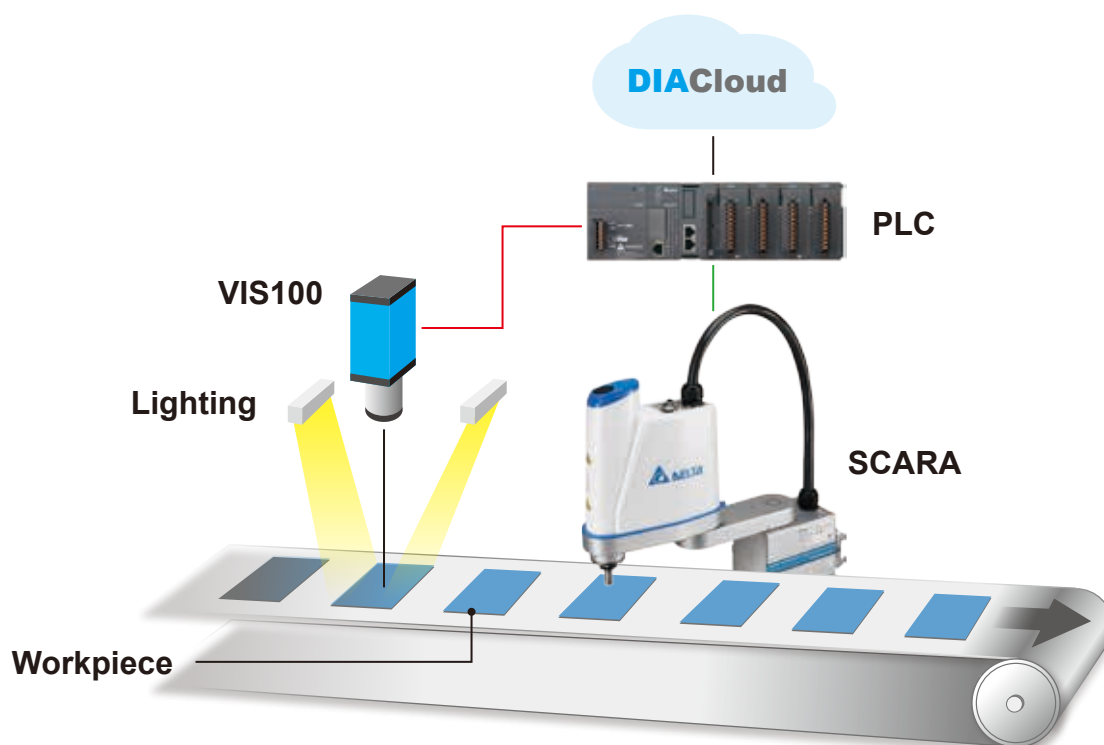 DIACloud
PLC
VIS100
Lighting
DELTA
SCARA
Workpiece